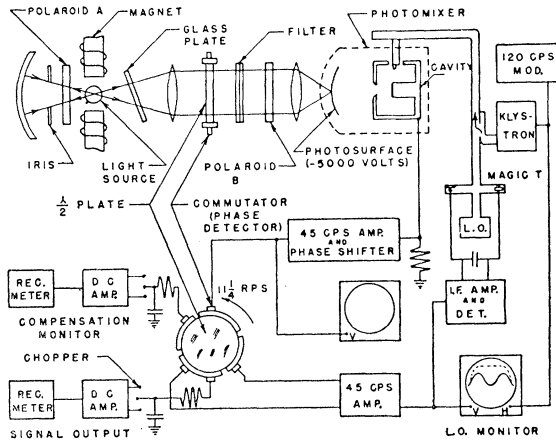 POLAROID A
MAGNET
GLASS
PLATE
FILTER
PHOTOMIXER
CAVITY
120 CPS
MOD.
KLYS-
TRON
MAGIC T
IRIS
LIGHT
SOURCE
POLAROID
B
PHOTOSURFACE
(-5000 VOLTS)
λ/2 PLATE
COMMUTATOR
(PHASE
DETECTOR)
L.O.
45 CPS AMP.
AND
PHASE SHIFTER
I.F. AMP.
AND
DET.
11 1/4 RPS
REC.
METER
D C
AMP.
COMPENSATION
MONITOR
V
CHOPPER
REC.
METER
D C
AMP.
SIGNAL OUTPUT
45 CPS
AMP.
V H
L.O. MONITOR